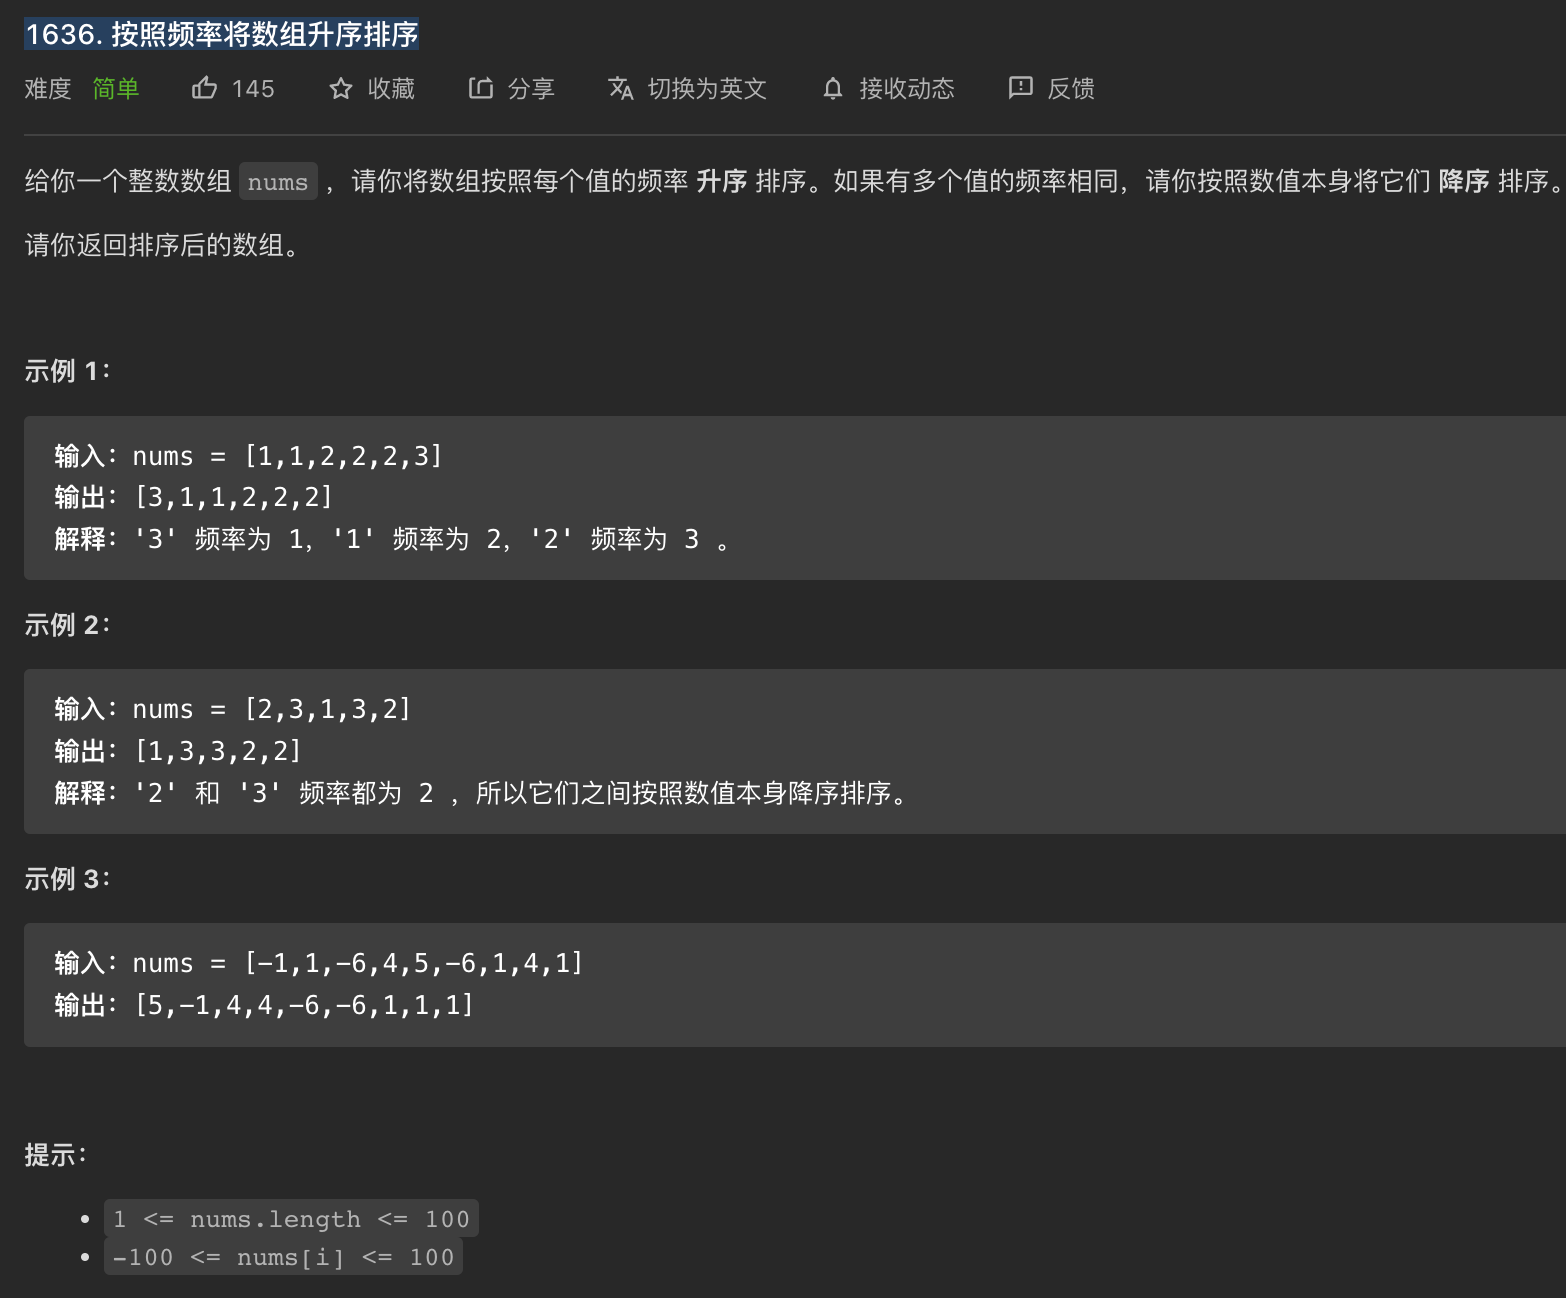 1636. 按照频率将数组升序排序
难度 简单 145 收藏 分享 切换为英文 接收动态 反馈
给你一个整数数组 nums ，请你将数组按照每个值的频率 升序 排序。如果有多个值的频率相同，请你按照数值本身将它们 降序 排序。
请你返回排序后的数组。
示例 1：
输入：nums = [1,1,2,2,2,3]
输出：[3,1,1,2,2,2]
解释：'3' 频率为 1，'1' 频率为 2，'2' 频率为 3 。
示例 2：
输入：nums = [2,3,1,3,2]
输出：[1,3,3,2,2]
解释：'2' 和 '3' 频率都为 2 ，所以它们之间按照数值本身降序排序。
示例 3：
输入：nums = [-1,1,-6,4,5,-6,1,4,1]
输出：[5,-1,4,4,-6,-6,1,1,1]
提示：
• 1 <= nums.length <= 100
• -100 <= nums[i] <= 100